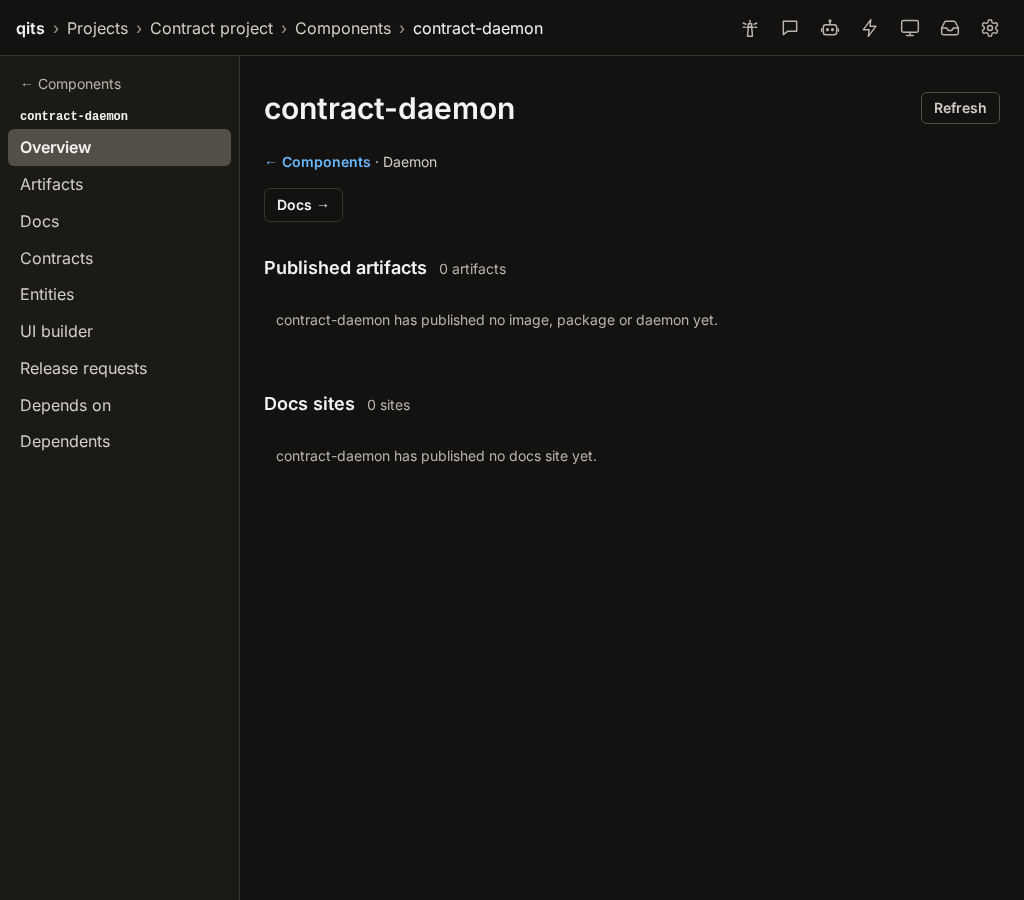 qits › Projects › Contract project › Components › contract-daemon
← Components
contract-daemon
Overview
Artifacts
Docs
Contracts
Entities
UI builder
Release requests
Depends on
Dependents
contract-daemon
Refresh
← Components · Daemon
Docs →
Published artifacts 0 artifacts
contract-daemon has published no image, package or daemon yet.
Docs sites 0 sites
contract-daemon has published no docs site yet.